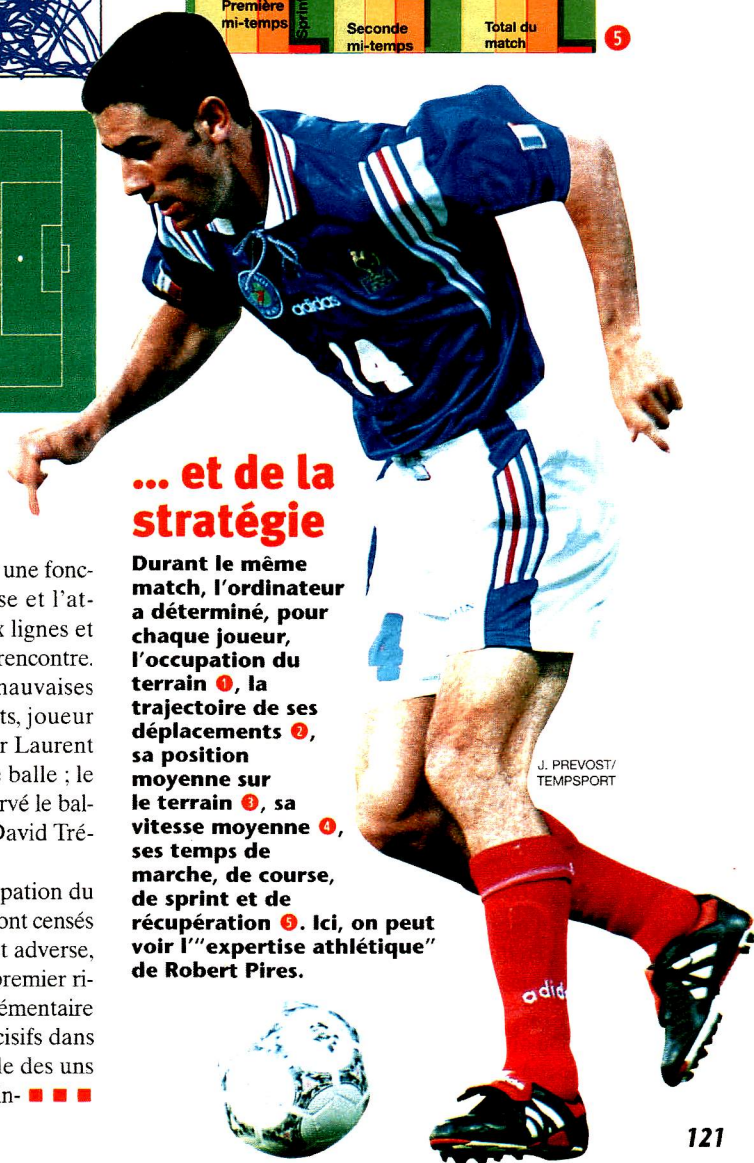 Première
mi-temps
Sprint
Seconde
mi-temps
Total du
match
5
adidas
14
... et de la
stratégie
Durant le même
match, l'ordinateur
a déterminé, pour
chaque joueur,
l'occupation du
terrain 1, la
trajectoire de ses
déplacements 2,
sa position
moyenne sur
le terrain 3, sa
vitesse moyenne 4,
ses temps de
marche, de course,
de sprint et de
récupération 5. Ici, on peut
voir l'"expertise athlétique"
de Robert Pires.
une fonc-
se et l'at-
x lignes et
rencontre.
mauvaises
ts, joueur
r Laurent
balle ; le
rvé le bal-
David Tré-
pation du
ont censés
t adverse,
premier ri-
émentaire
cisifs dans
le des uns
n-
J. PREVOST/
TEMPSPORT
4
adida
121